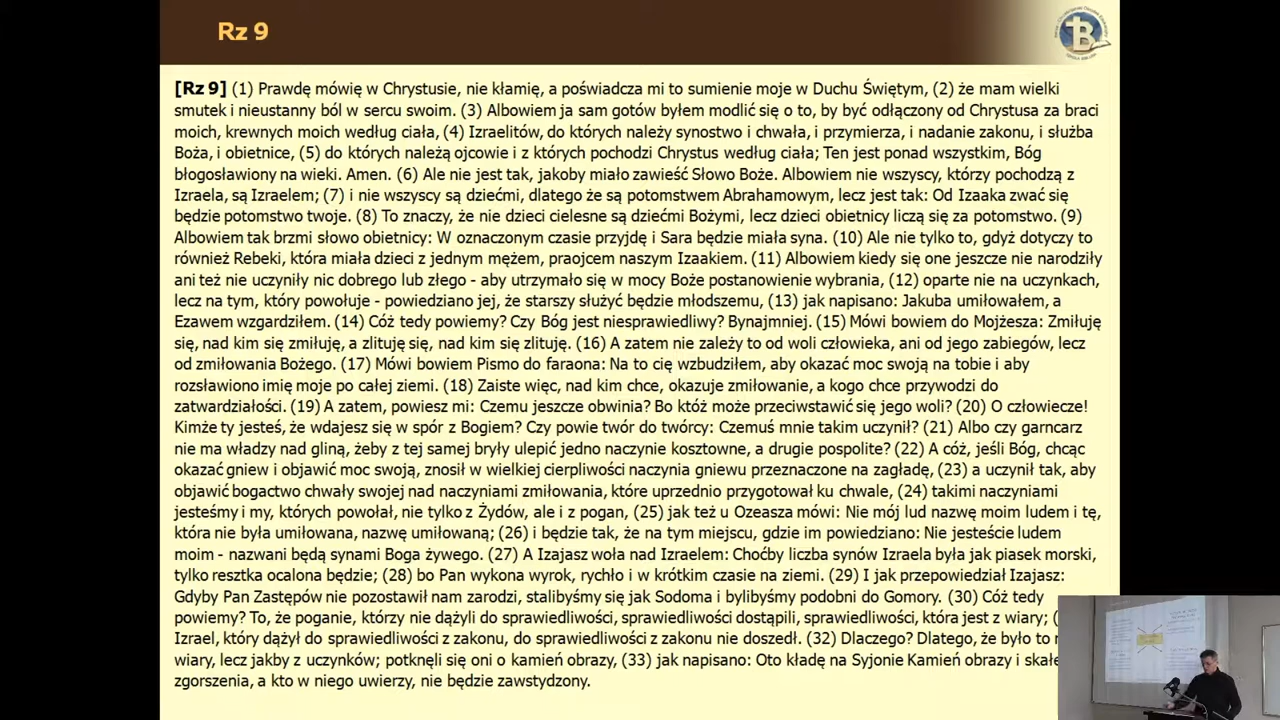 Rz 9
[Rz 9] (1) Prawdę mówię w Chrystusie, nie kłamię, a poświadcza mi to sumienie moje w Duchu Świętym, (2) że mam wielki
smutek i nieustanny ból w sercu swoim. (3) Albowiem ja sam gotów byłem modlić się o to, by być odłączony od Chrystusa za braci
moich, krewnych moich według ciała, (4) Izraelitów, do których należy synostwo i chwała, i przymierza, i nadanie zakonu, i służba
Boża, i obietnice, (5) do których należą ojcowie i z których pochodzi Chrystus według ciała; Ten jest ponad wszystkim, Bóg
błogosławiony na wieki. Amen. (6) Ale nie jest tak, jakoby miało zawieść Słowo Boże. Albowiem nie wszyscy, którzy pochodzą z
Izraela, są Izraelem; (7) i nie wszyscy są dziećmi, dlatego że są potomstwem Abrahamowym, lecz jest tak: Od Izaaka zwać się
będzie potomstwo twoje. (8) To znaczy, że nie dzieci cielesne są dziećmi Bożymi, lecz dzieci obietnicy liczą się za potomstwo. (9)
Albowiem tak brzmi słowo obietnicy: W oznaczonym czasie przyjdę i Sara będzie miała syna. (10) Ale nie tylko to, gdyż dotyczy to
również Rebeki, która miała dzieci z jednym mężem, praojcem naszym Izaakiem. (11) Albowiem kiedy się one jeszcze nie narodziły
ani też nie uczyniły nic dobrego lub złego - aby utrzymało się w mocy Boże postanowienie wybrania, (12) oparte nie na uczynkach,
lecz na tym, który powołuje - powiedziano jej, że starszy służyć będzie młodszemu, (13) jak napisano: Jakuba umiłowałem, a
Ezawem wzgardziłem. (14) Cóż tedy powiemy? Czy Bóg jest niesprawiedliwy? Bynajmniej. (15) Mówi bowiem do Mojżesza: Zmiłuję
się, nad kim się zmiłuję, a zlituję się, nad kim się zlituję. (16) A zatem nie zależy to od woli człowieka, ani od jego zabiegów, lecz
od zmiłowania Bożego. (17) Mówi bowiem Pismo do faraona: Na to cię wzbudziłem, aby okazać moc swoją na tobie i aby
rozsławiono imię moje po całej ziemi. (18) Zaiste więc, nad kim chce, okazuje zmiłowanie, a kogo chce przywodzi do
zatwardziałości. (19) A zatem, powiesz mi: Czemu jeszcze obwinia? Bo któż może przeciwstawić się jego woli? (20) O człowiecze!
Kimże ty jesteś, że wdajesz się w spór z Bogiem? Czy powie twór do twórcy: Czemuś mnie takim uczynił? (21) Albo czy garncarz
nie ma władzy nad gliną, żeby z tej samej bryły ulepić jedno naczynie kosztowne, a drugie pospolite? (22) A cóż, jeśli Bóg, chcąc
okazać gniew i objawić moc swoją, znosił w wielkiej cierpliwości naczynia gniewu przeznaczone na zagładę, (23) a uczynił tak, aby
objawić bogactwo chwały swojej nad naczyniami zmiłowania, które uprzednio przygotował ku chwale, (24) takimi naczyniami
jesteśmy i my, których powołał, nie tylko z Żydów, ale i z pogan, (25) jak też u Ozeasza mówi: Nie mój lud nazwę moim ludem i tę,
która nie była umiłowana, nazwę umiłowaną; (26) i będzie tak, że na tym miejscu, gdzie im powiedziano: Nie jesteście ludem
moim - nazwani będą synami Boga żywego. (27) A Izajasz woła nad Izraelem: Choćby liczba synów Izraela była jak piasek morski,
tylko resztka ocalona będzie; (28) bo Pan wykona wyrok, rychło i w krótkim czasie na ziemi. (29) I jak przepowiedział Izajasz:
Gdyby Pan Zastępów nie pozostawił nam zarodzi, stalibyśmy się jak Sodoma i bylibyśmy podobni do Gomory. (30) Cóż tedy
powiemy? To, że poganie, którzy nie dążyli do sprawiedliwości, sprawiedliwości dostąpili, sprawiedliwości, która jest z wiary; (
Izrael, który dążył do sprawiedliwości z zakonu, do sprawiedliwości z zakonu nie doszedł. (32) Dlaczego? Dlatego, że było to
wiary, lecz jakby z uczynków; potknęli się oni o kamień obrazy, (33) jak napisano: Oto kładę na Syjonie Kamień obrazy i skałę
zgorszenia, a kto w niego uwierzy, nie będzie zawstydzony.